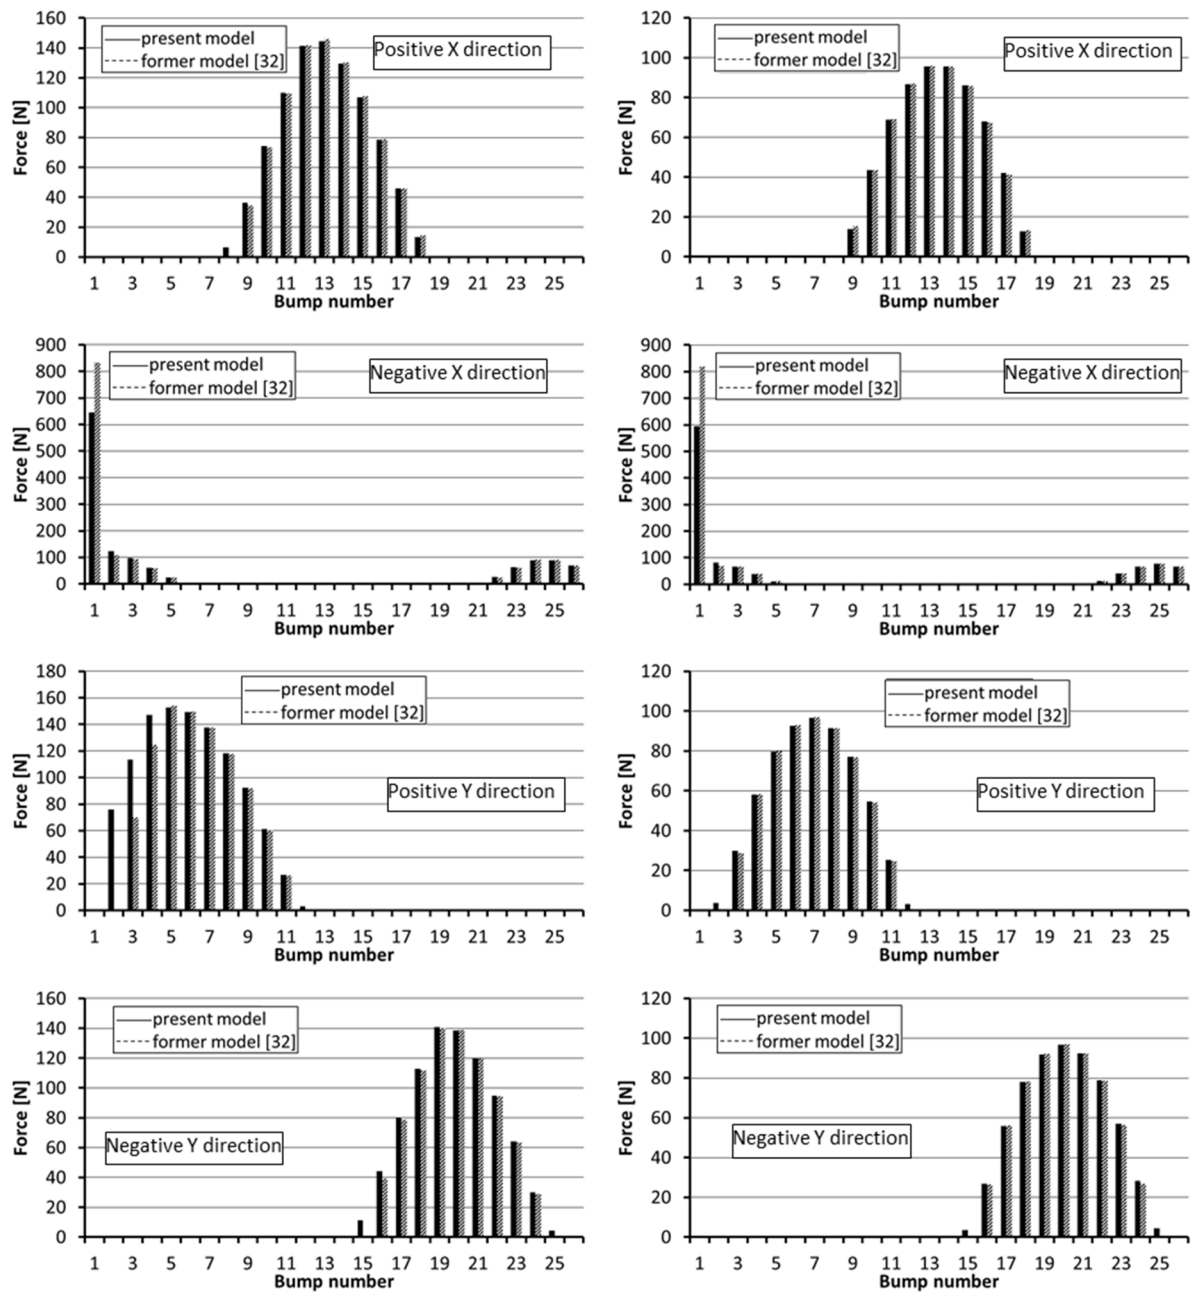 160
140
120
100
80
60
40
20
0
Force [N]
present model
former model [32]
Positive X direction
1 3 5 7 9 11 13 15 17 19 21 23 25
Bump number
120
100
80
60
40
20
0
Force [N]
present model
former model [32]
Positive X direction
1 3 5 7 9 11 13 15 17 19 21 23 25
Bump number
900
800
700
600
500
400
300
200
100
0
Force [N]
present model
former model [32]
Negative X direction
1 3 5 7 9 11 13 15 17 19 21 23 25
Bump number
900
800
700
600
500
400
300
200
100
0
Force [N]
present model
former model [32]
Negative X direction
1 3 5 7 9 11 13 15 17 19 21 23 25
Bump number
180
160
140
120
100
80
60
40
20
0
Force [N]
present model
former model [32]
Positive Y direction
1 3 5 7 9 11 13 15 17 19 21 23 25
Bump number
120
100
80
60
40
20
0
Force [N]
present model
former model [32]
Positive Y direction
1 3 5 7 9 11 13 15 17 19 21 23 25
Bump number
160
140
120
100
80
60
40
20
0
Force [N]
present model
former model [32]
Negative Y direction
1 3 5 7 9 11 13 15 17 19 21 23 25
Bump number
120
100
80
60
40
20
0
Force [N]
present model
former model [32]
Negative Y direction
1 3 5 7 9 11 13 15 17 19 21 23 25
Bump number